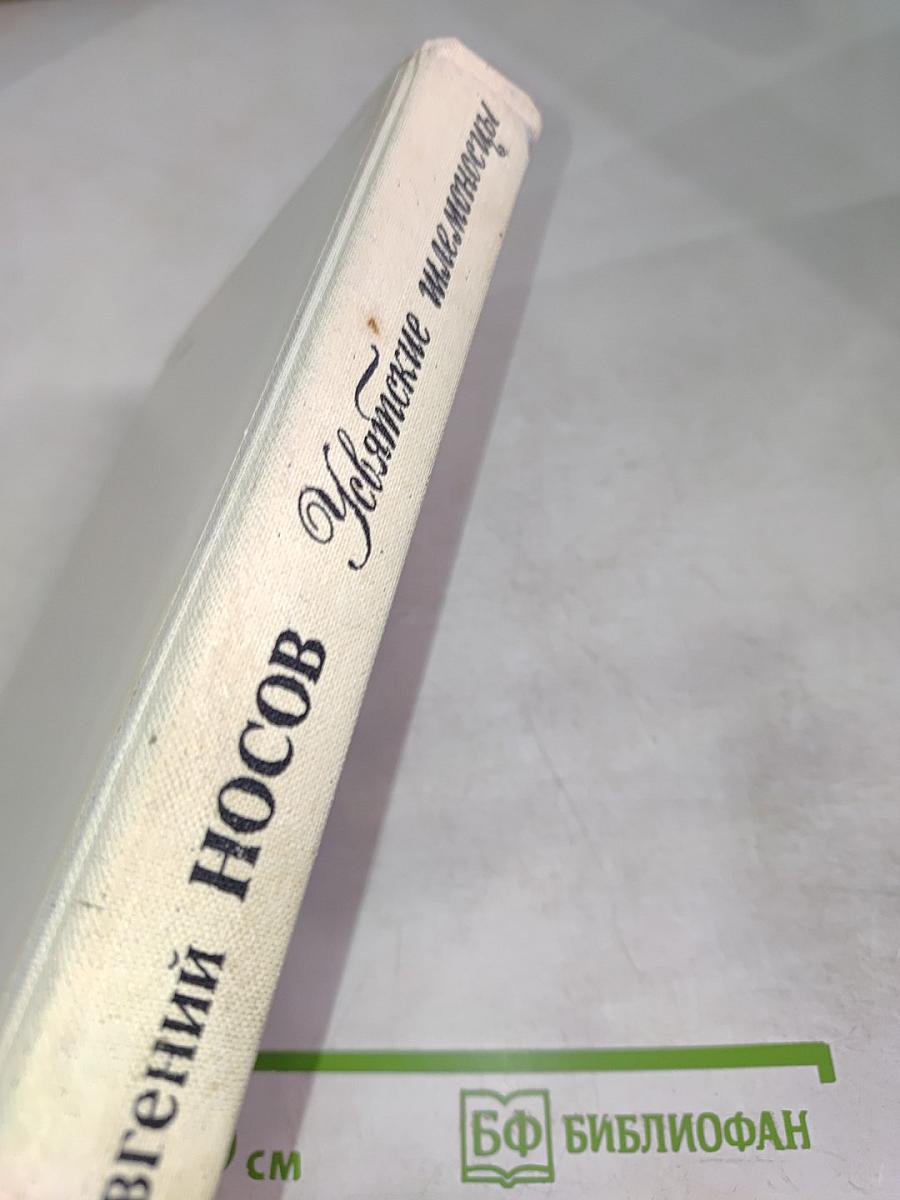 вгений НОСОВ Усвятские шлемоносцы
см
БФ БИБЛИОФАН